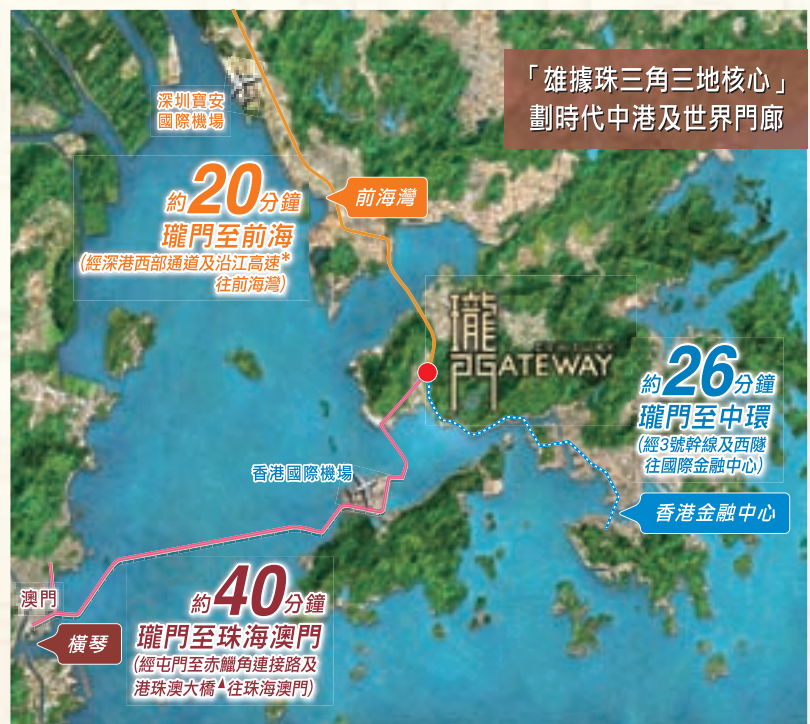 「雄據珠三角三地核心」
劃時代中港及世界門廊
深圳寶安
國際機場
約20分鐘
瓏門至前海
(經深港西部通道及沿江高速*
往前海灣)
前海灣
瓏門
GATEWAY
約26分鐘
瓏門至中環
(經3號幹線及西隧
往國際金融中心)
香港國際機場
香港金融中心
澳門
橫琴
約40分鐘
瓏門至珠海澳門
(經屯門至赤鱲角連接路及
港珠澳大橋▲往珠海澳門)